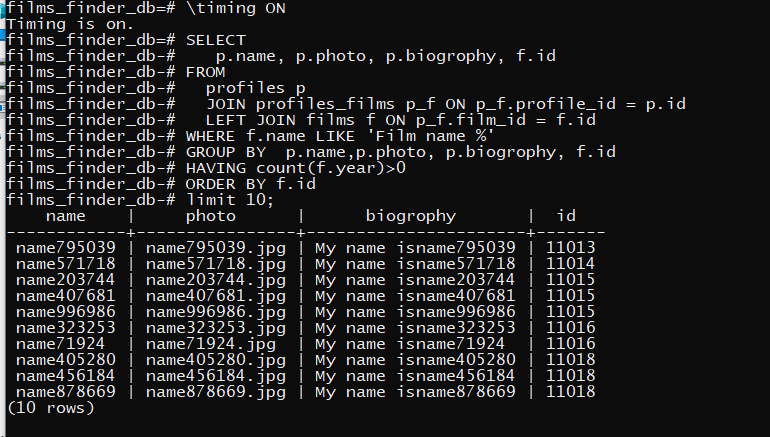 films_finder_db=# \timing ON
Timing is on.
films_finder_db=# SELECT
films_finder_db-#    p.name, p.photo, p.biogrophy, f.id
films_finder_db-# FROM
films_finder_db-#   profiles p
films_finder_db-#   JOIN profiles_films p_f ON p_f.profile_id = p.id
films_finder_db-#   LEFT JOIN films f ON p_f.film_id = f.id
films_finder_db-# WHERE f.name LIKE 'Film name %'
films_finder_db-# GROUP BY  p.name,p.photo, p.biogrophy, f.id
films_finder_db-# HAVING count(f.year)>0
films_finder_db-# ORDER BY f.id
films_finder_db-# limit 10;
    name    |     photo      |      biogrophy       |  id
------------+----------------+----------------------+-------
 name795039 | name795039.jpg | My name isname795039 | 11013
 name571718 | name571718.jpg | My name isname571718 | 11014
 name203744 | name203744.jpg | My name isname203744 | 11015
 name407681 | name407681.jpg | My name isname407681 | 11015
 name996986 | name996986.jpg | My name isname996986 | 11015
 name323253 | name323253.jpg | My name isname323253 | 11016
 name71924  | name71924.jpg  | My name isname71924  | 11016
 name405280 | name405280.jpg | My name isname405280 | 11018
 name456184 | name456184.jpg | My name isname456184 | 11018
 name878669 | name878669.jpg | My name isname878669 | 11018
(10 rows)